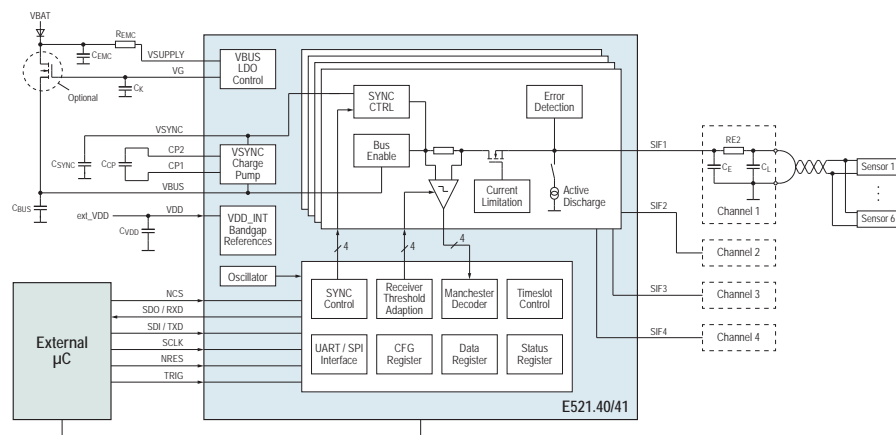 VBAT
REMC
CEMC
VSUPPLY
VG
Optional
CK
VBUS
LDO
Control
VSYNC
CSYNC
CCP
CP2
CP1
VSYNC
Charge
Pump
VBUS
CBUS
ext_VDD
CVDD
VDD
VDD_INT
Bandgap
References
Oscillator
SYNC
CTRL
Bus
Enable
Error
Detection
Current
Limitation
Active
Discharge
4
4
4
SYNC
Control
Receiver
Threshold
Adaption
Manchester
Decoder
Timeslot
Control
UART / SPI
Interface
CFG
Register
Data
Register
Status
Register
E521.40/41
External
µC
NCS
SDO / RXD
SDI / TXD
SCLK
NRES
TRIG
SIF1
RE2
CE
CL
Channel 1
Sensor 1
Sensor 6
SIF2
Channel 2
SIF3
Channel 3
SIF4
Channel 4